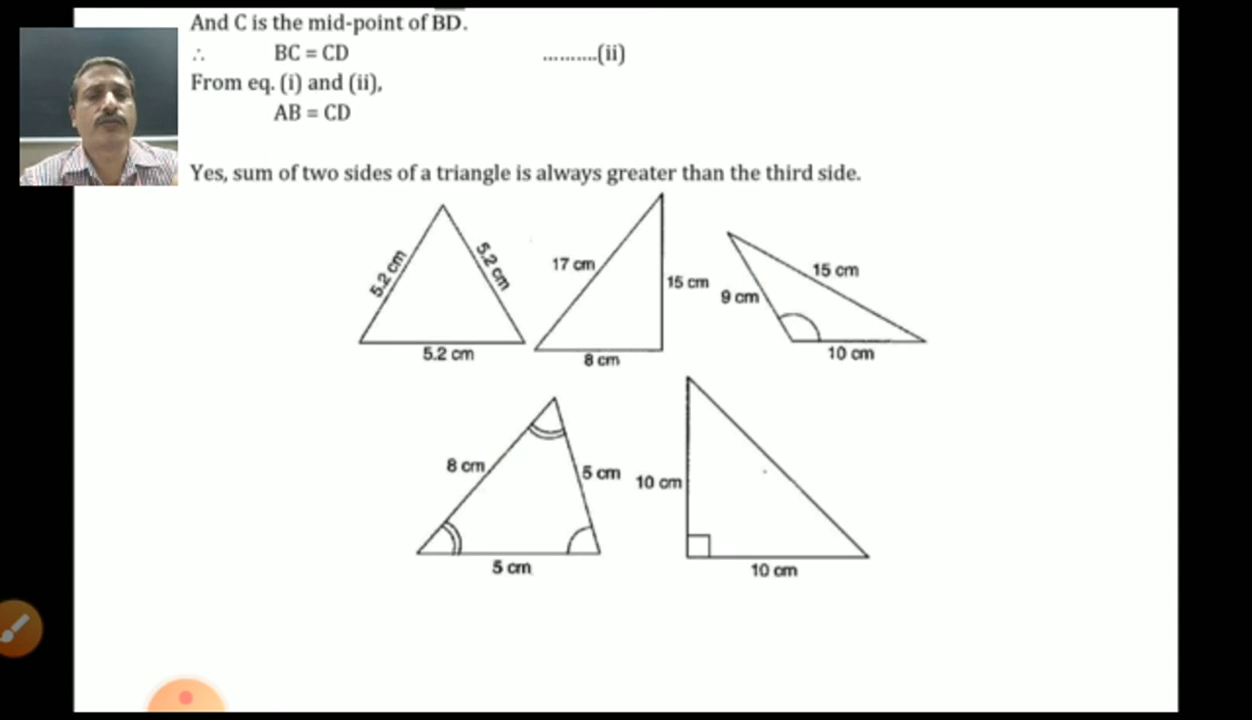 And C is the mid-point of BD.
∴ BC = CD ..........(ii)
From eq. (i) and (ii),
AB = CD
Yes, sum of two sides of a triangle is always greater than the third side.
5.2 cm
5.2 cm
5.2 cm
17 cm
15 cm
8 cm
9 cm
15 cm
10 cm
8 cm
5 cm
5 cm
10 cm
10 cm